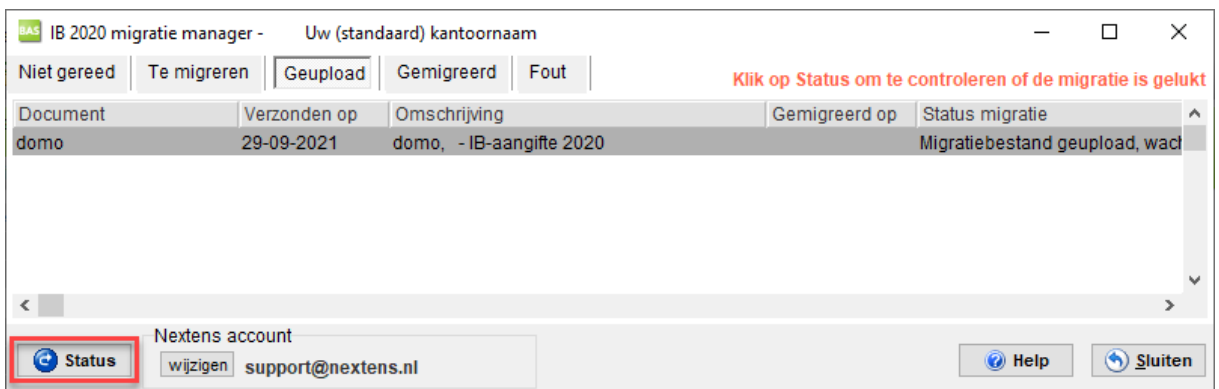 BAS IB 2020 migratie manager - Uw (standaard) kantoornaam
Niet gereed Te migreren Geupload Gemigreerd Fout Klik op Status om te controleren of de migratie is gelukt
Document Verzonden op Omschrijving Gemigreerd op Status migratie
domo 29-09-2021 domo, - IB-aangifte 2020 Migratiebestand geupload, wach
Nextens account
Status wijzigen support@nextens.nl Help Sluiten